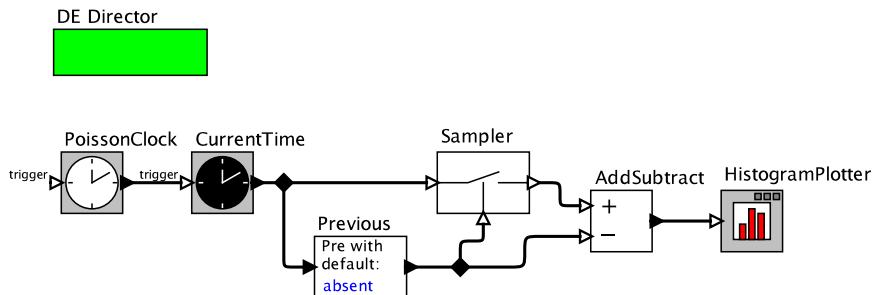 DE Director
PoissonClock
CurrentTime
Sampler
AddSubtract
HistogramPlotter
trigger
trigger
+
−
Previous
Pre with
default:
absent